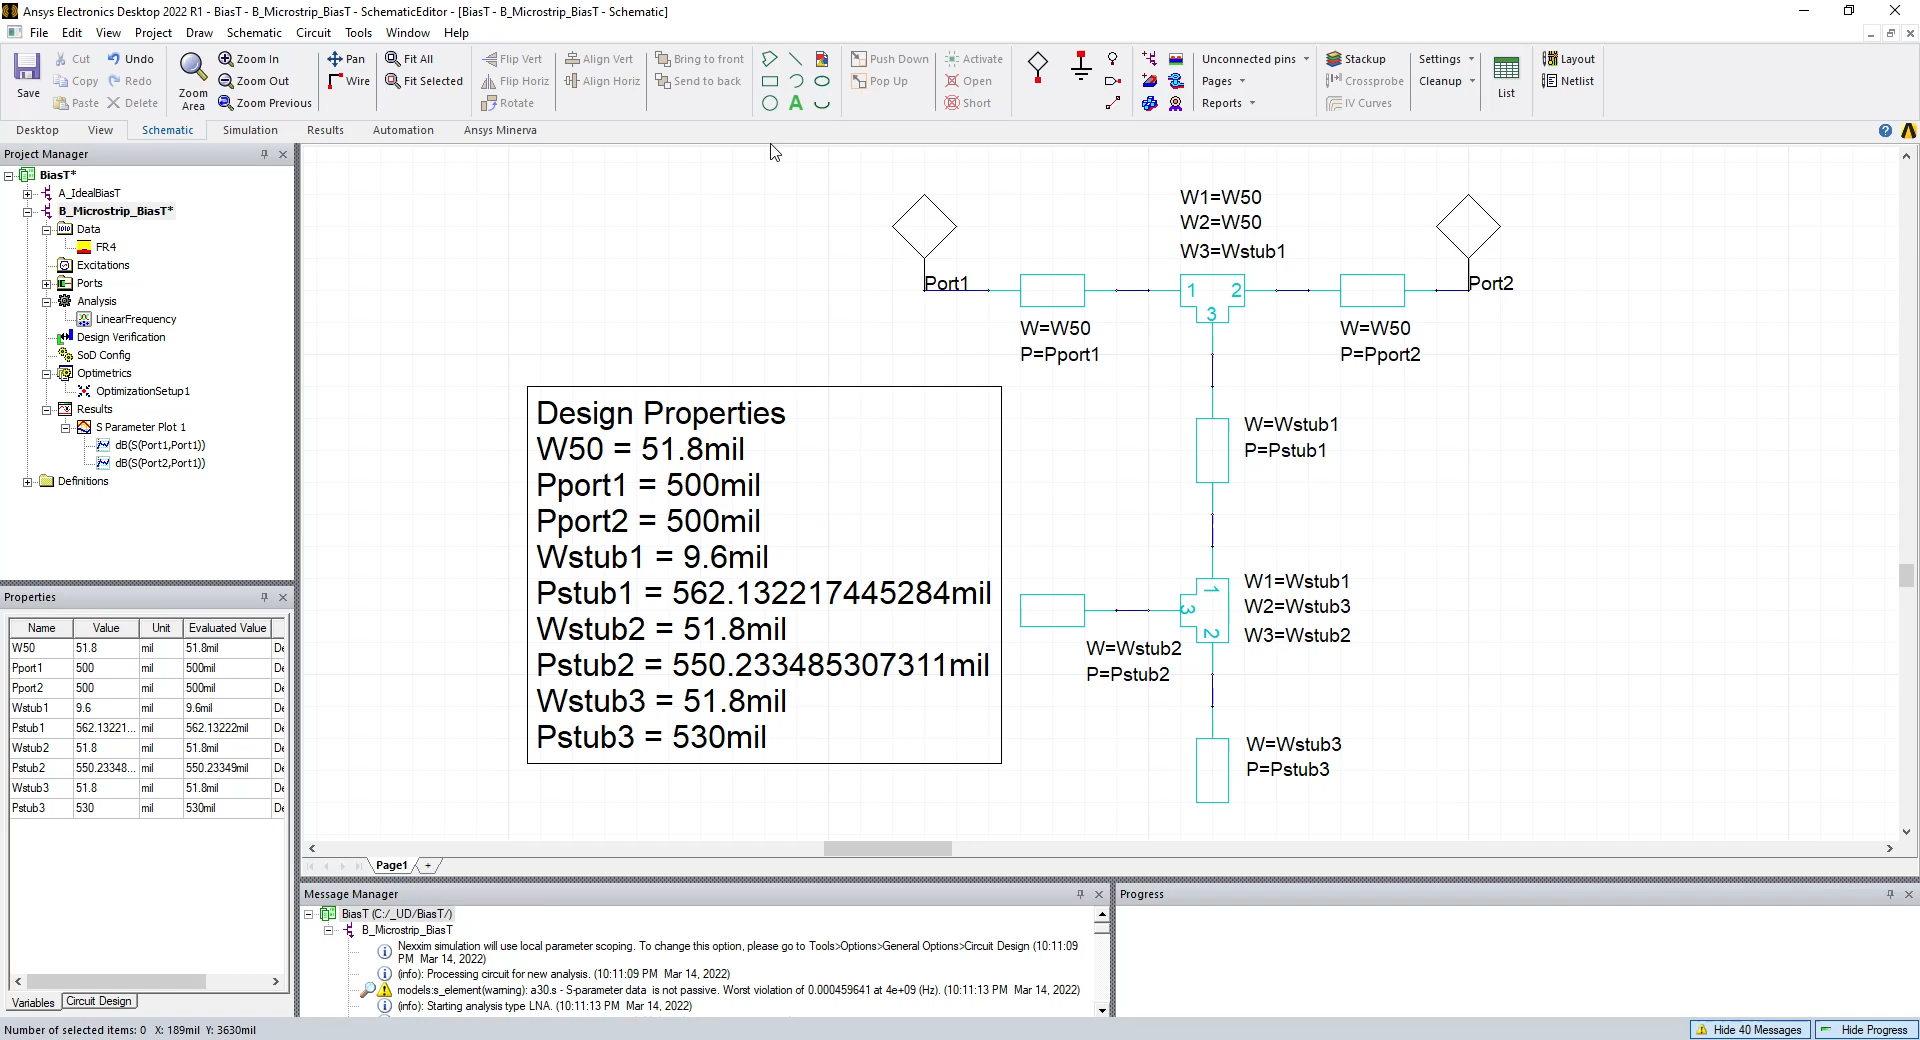 Ansys Electronics Desktop 2022 R1 - BiasT - B_Microstrip_BiasT - SchematicEditor - [BiasT - B_Microstrip_BiasT - Schematic]
File Edit View Project Draw Schematic Circuit Tools Window Help
Save
Cut
Copy
Paste
Undo
Redo
Delete
Zoom Area
Zoom In
Zoom Out
Zoom Previous
Pan
Wire
Fit All
Fit Selected
Flip Vert
Flip Horiz
Rotate
Align Vert
Align Horiz
Bring to front
Send to back
A
Push Down
Pop Up
Activate
Open
Short
Unconnected pins
Pages
Reports
Stackup
Crossprobe
IV Curves
Settings
Cleanup
List
Layout
Netlist
Desktop View Schematic Simulation Results Automation Ansys Minerva
Project Manager
BiasT*
A_IdealBiasT
B_Microstrip_BiasT*
Data
FR4
Excitations
Ports
Analysis
LinearFrequency
Design Verification
SoD Config
Optimetrics
OptimizationSetup1
Results
S Parameter Plot 1
dB(S(Port1,Port1))
dB(S(Port2,Port1))
Definitions
Properties
Name Value Unit Evaluated Value
W50 51.8 mil 51.8mil De
Pport1 500 mil 500mil De
Pport2 500 mil 500mil De
Wstub1 9.6 mil 9.6mil De
Pstub1 562.13221... mil 562.13222mil De
Wstub2 51.8 mil 51.8mil De
Pstub2 550.23348... mil 550.23349mil De
Wstub3 51.8 mil 51.8mil De
Pstub3 530 mil 530mil De
Variables Circuit Design
W1=W50
W2=W50
W3=Wstub1
Port1
1 2
3
Port2
W=W50
P=Pport1
W=W50
P=Pport2
Design Properties
W50 = 51.8mil
Pport1 = 500mil
Pport2 = 500mil
Wstub1 = 9.6mil
Pstub1 = 562.132217445284mil
Wstub2 = 51.8mil
Pstub2 = 550.233485307311mil
Wstub3 = 51.8mil
Pstub3 = 530mil
W=Wstub1
P=Pstub1
1
3
2
W1=Wstub1
W2=Wstub3
W3=Wstub2
W=Wstub2
P=Pstub2
W=Wstub3
P=Pstub3
Page1 +
Message Manager
BiasT (C:/_UD/BiasT/)
B_Microstrip_BiasT
Nexxim simulation will use local parameter scoping. To change this option, please go to Tools>Options>General Options>Circuit Design (10:11:09
PM Mar 14, 2022)
(info): Processing circuit for new analysis. (10:11:09 PM Mar 14, 2022)
models:s_element(warning): a30.s - S-parameter data is not passive. Worst violation of 0.000459641 at 4e+09 (Hz). (10:11:13 PM Mar 14, 2022)
(info): Starting analysis type LNA. (10:11:13 PM Mar 14, 2022)
Progress
Number of selected items: 0 X: 189mil Y: 3630mil
Hide 40 Messages
Hide Progress